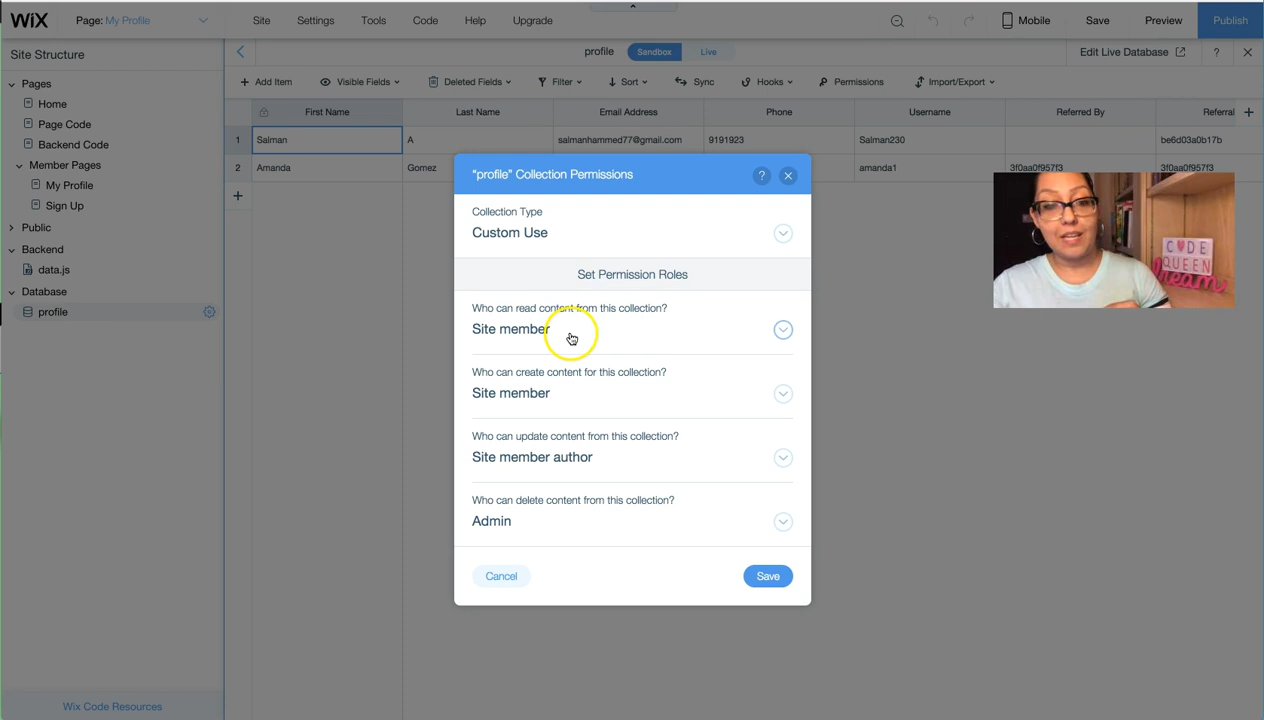 WiX Page: My Profile Site Settings Tools Code Help Upgrade Mobile Save Preview Publish
Site Structure profile Sandbox Live Edit Live Database ?
Add Item Visible Fields Deleted Fields Filter Sort Sync Hooks Permissions Import/Export
Pages
Home
Page Code
Backend Code
Member Pages
My Profile
Sign Up
Public
Backend
data.js
Database
profile
Wix Code Resources
First Name Last Name Email Address Phone Username Referred By Referral
1 Salman A salmanhammed77@gmail.com 9191923 Salman230 be6d03a0b17b
2 Amanda Gomez amanda1 3f0aa0f957f3 3f0aa0f957f3
"profile" Collection Permissions ?
Collection Type
Custom Use
Set Permission Roles
Who can read content from this collection?
Site member
Who can create content for this collection?
Site member
Who can update content from this collection?
Site member author
Who can delete content from this collection?
Admin
Cancel Save
CODE
QUEEN
Dream